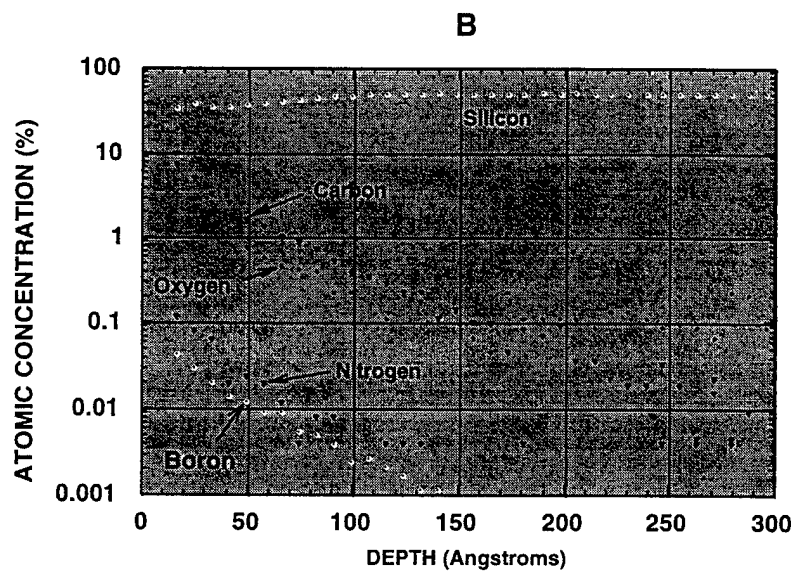 B
ATOMIC CONCENTRATION (%)
100
10
1
0.1
0.01
0.001
Silicon
Carbon
Oxygen
Nitrogen
Boron
0 50 100 150 200 250 300
DEPTH (Angstroms)